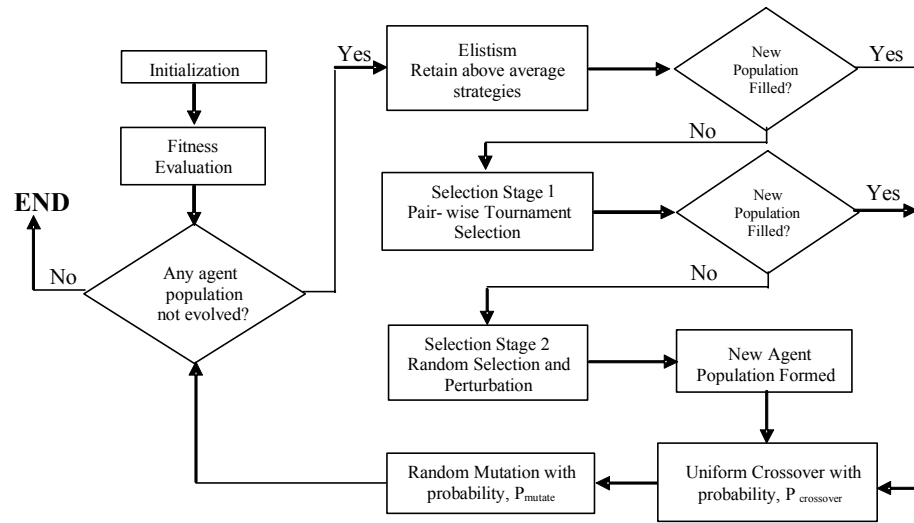 Initialization
Fitness
Evaluation
END
No
Any agent
population
not evolved?
Yes
Elistism
Retain above average
strategies
New
Population
Filled?
Yes
No
Selection Stage 1
Pair- wise Tournament
Selection
New
Population
Filled?
Yes
No
Selection Stage 2
Random Selection and
Perturbation
New Agent
Population Formed
Uniform Crossover with
probability, P crossover
Random Mutation with
probability, Pmutate